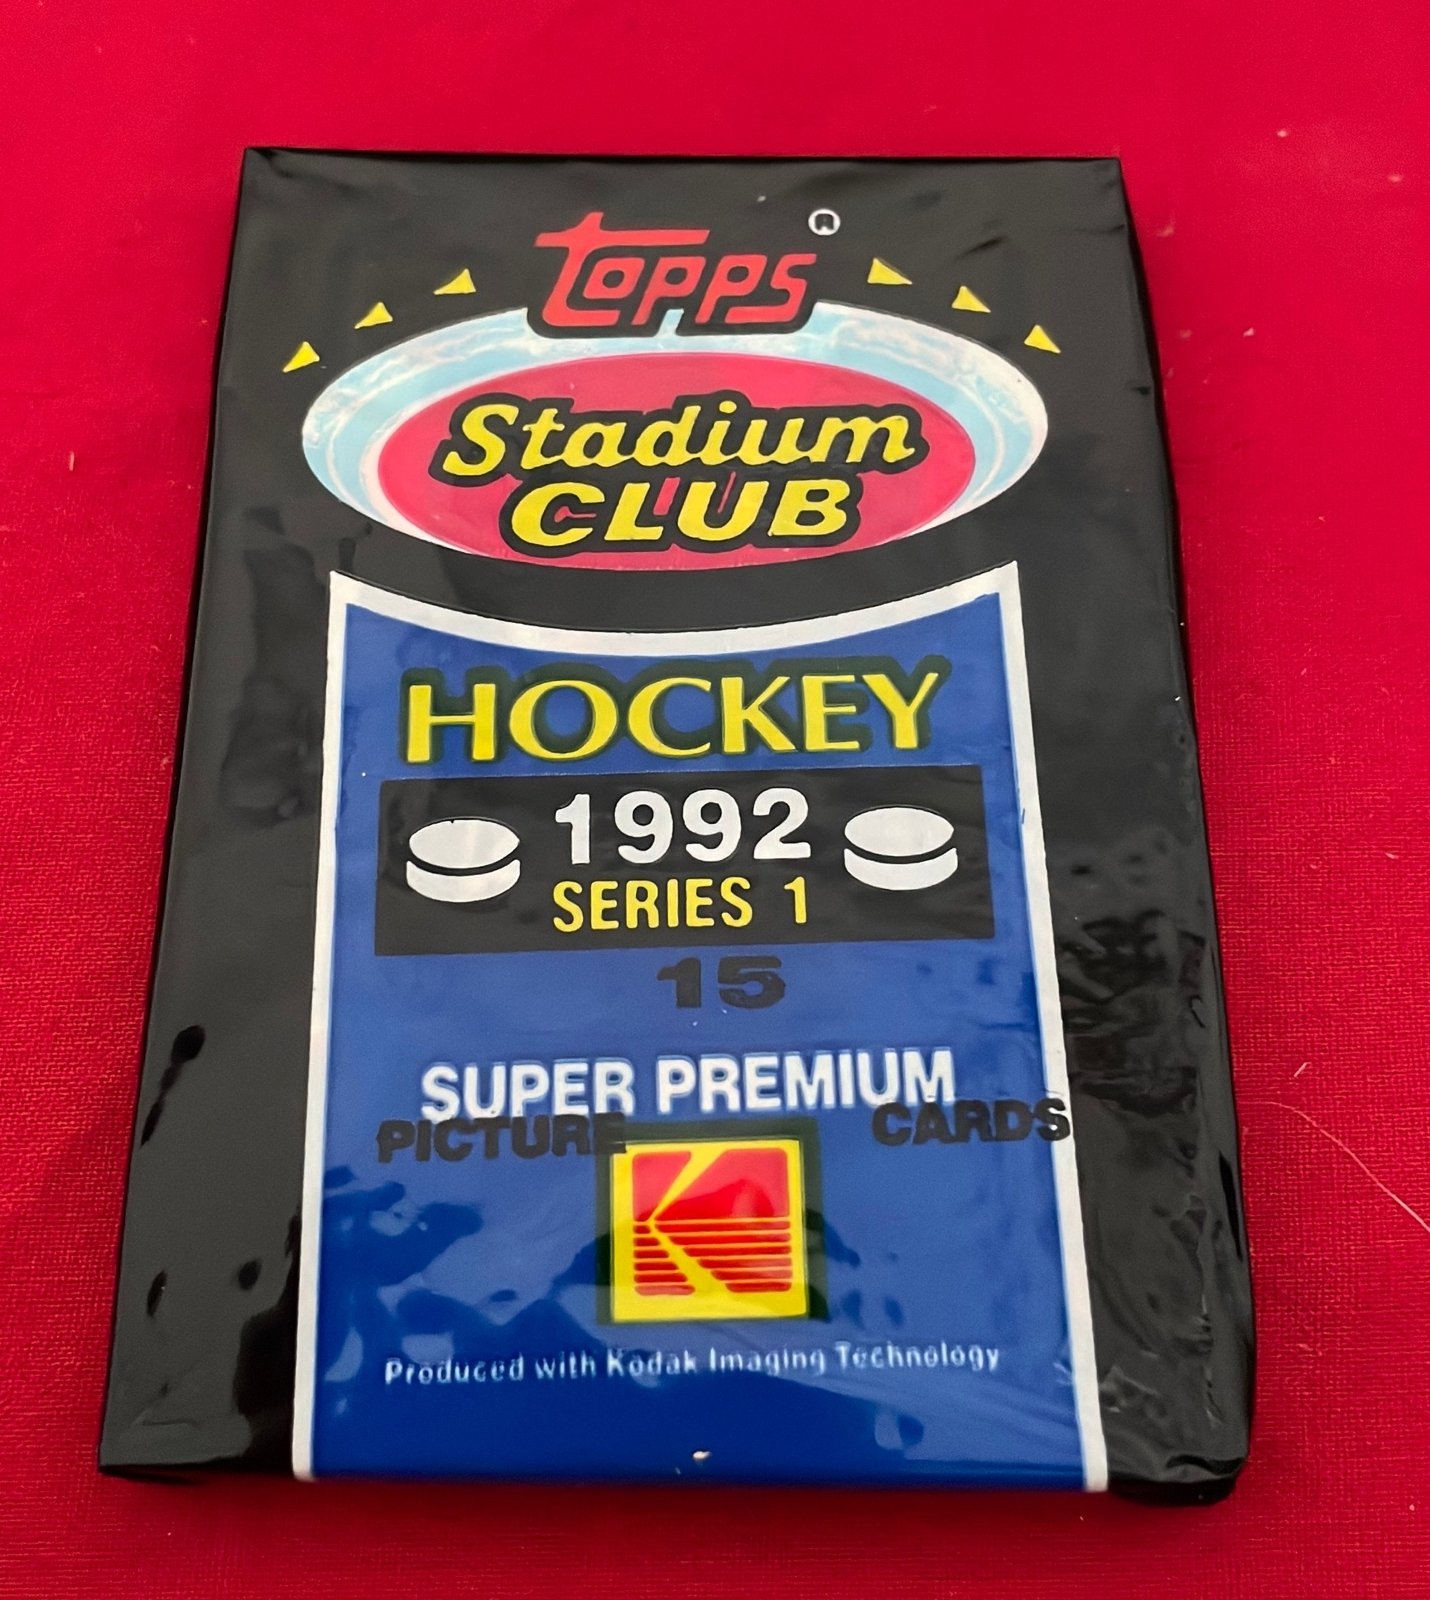 TOPPS ®
Stadium
CLUB
HOCKEY
1992
SERIES 1
15
SUPER PREMIUM
PICTURE CARDS
K
Produced with Kodak Imaging Technology